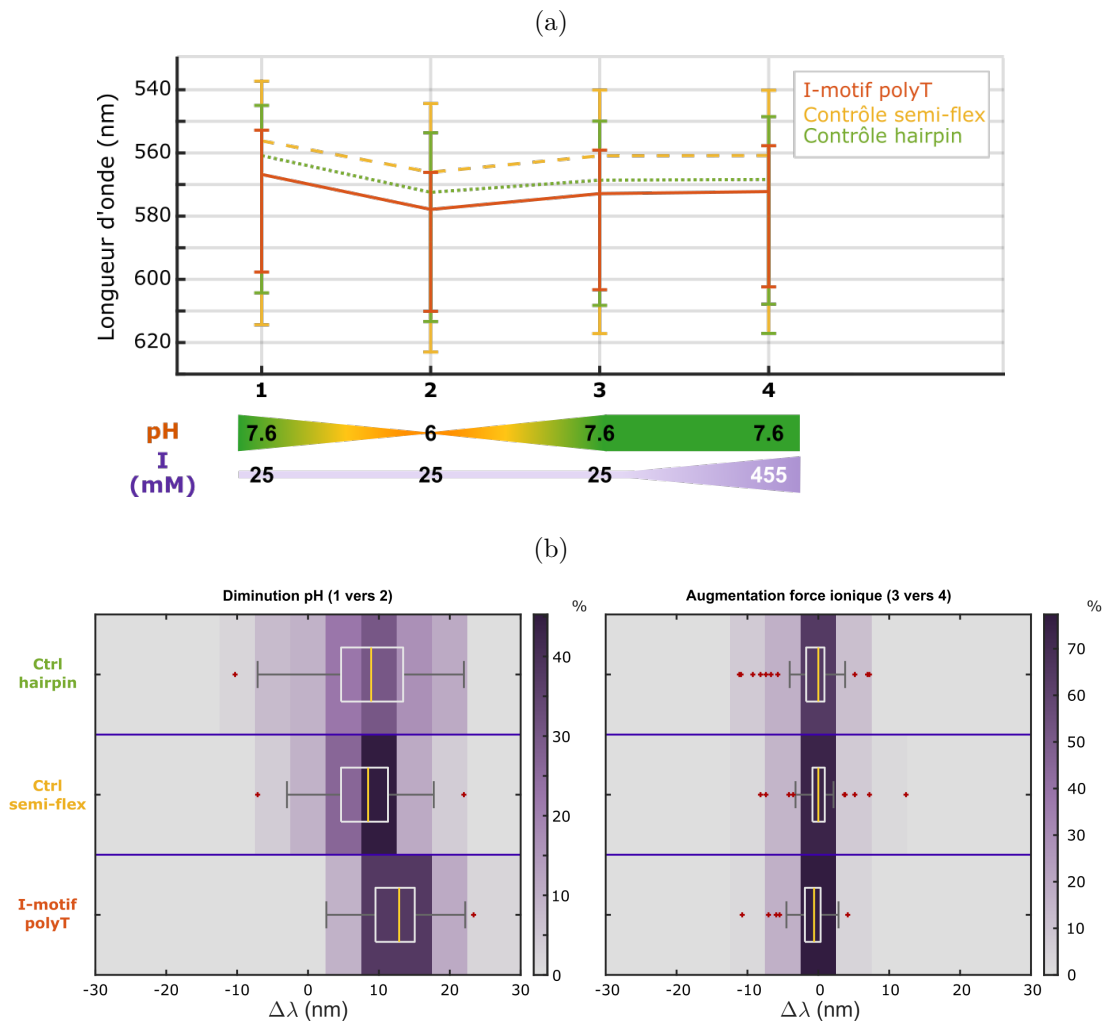 (a)
540
560
580
600
620
Longueur d'onde (nm)
I-motif polyT
Contrôle semi-flex
Contrôle hairpin
1 2 3 4
pH 7.6 6 7.6 7.6
I (mM) 25 25 25 455
(b)
Diminution pH (1 vers 2)
%
Ctrl hairpin
Ctrl semi-flex
I-motif polyT
40
30
20
10
0
-30 -20 -10 0 10 20 30
Δλ (nm)
Augmentation force ionique (3 vers 4)
%
70
60
50
40
30
20
10
0
-30 -20 -10 0 10 20 30
Δλ (nm)